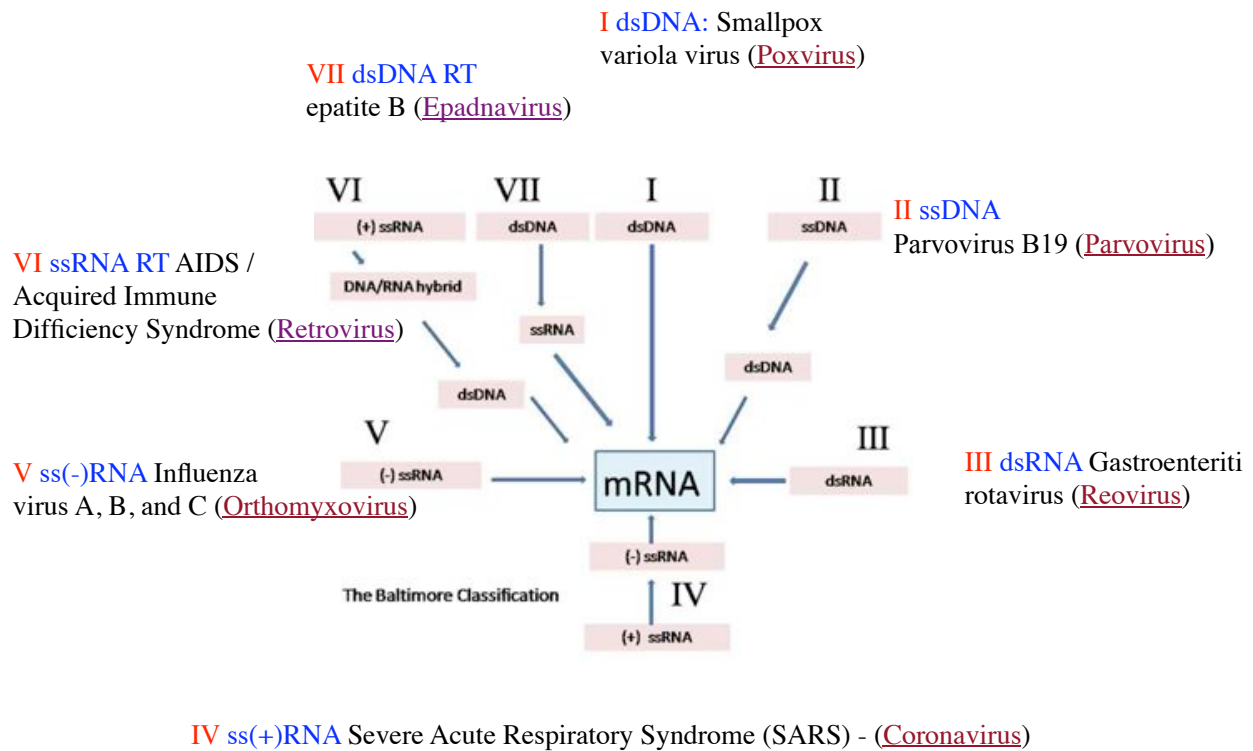 I dsDNA: Smallpox
variola virus (Poxvirus)
VII dsDNA RT
epatite B (Epadnavirus)
VI
VII
I
II
(+) ssRNA
dsDNA
dsDNA
ssDNA
II ssDNA
Parvovirus B19 (Parvovirus)
VI ssRNA RT AIDS /
Acquired Immune
Difficiency Syndrome (Retrovirus)
DNA/RNA hybrid
ssRNA
dsDNA
dsDNA
V
III
V ss(-)RNA Influenza
virus A, B, and C (Orthomyxovirus)
(-) ssRNA
mRNA
dsRNA
III dsRNA Gastroenteriti
rotavirus (Reovirus)
(-) ssRNA
The Baltimore Classification
IV
(+) ssRNA
IV ss(+)RNA Severe Acute Respiratory Syndrome (SARS) - (Coronavirus)